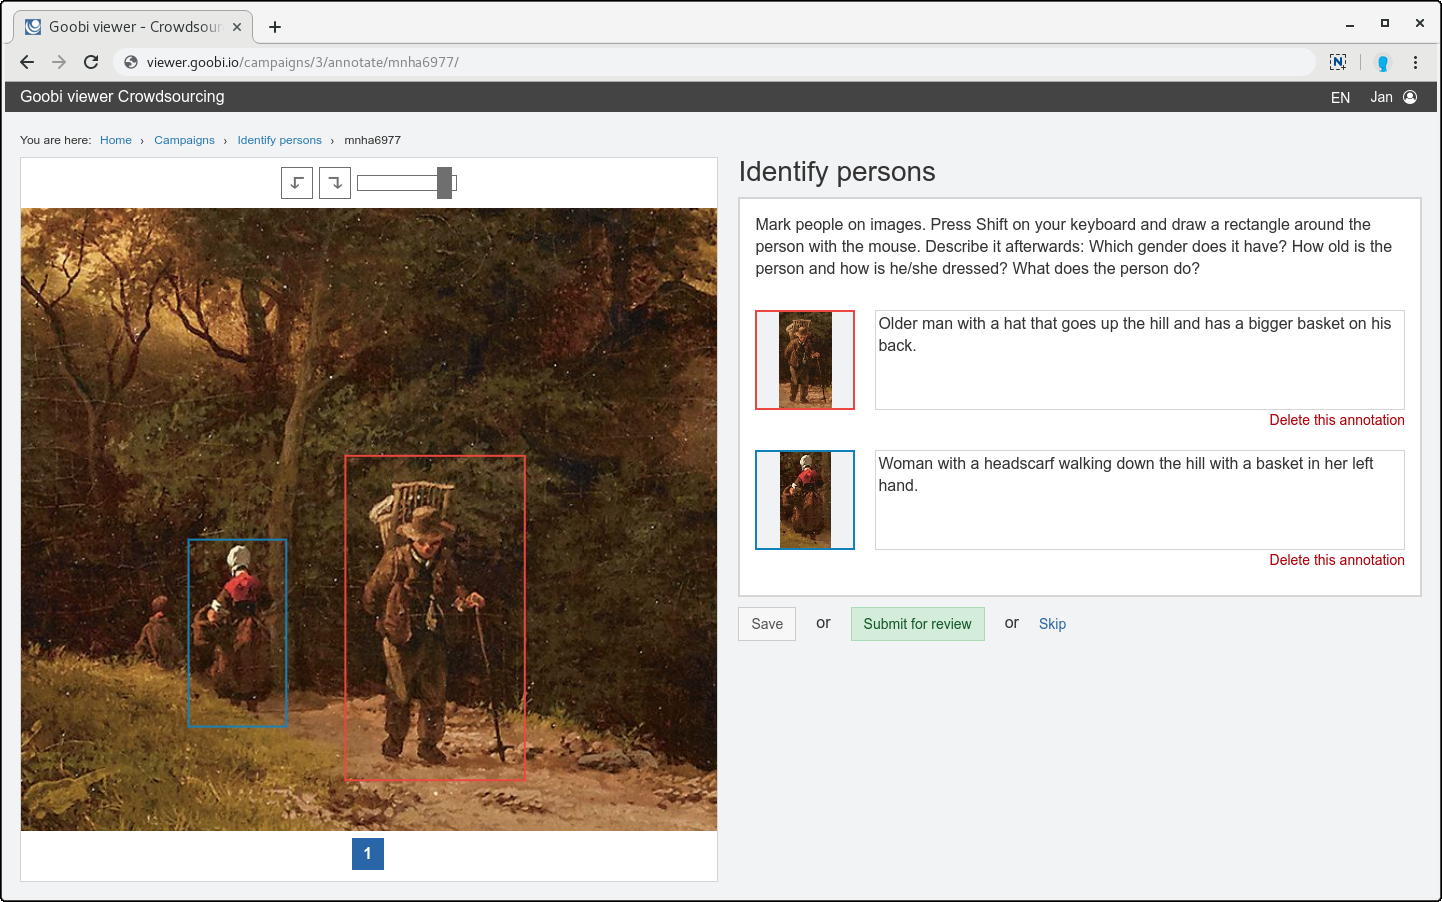 Goobi viewer - Crowdsour
viewer.goobi.io/campaigns/3/annotate/mnha6977/
N
Goobi viewer Crowdsourcing
EN Jan
You are here: Home › Campaigns › Identify persons › mnha6977
Identify persons
Mark people on images. Press Shift on your keyboard and draw a rectangle around the
person with the mouse. Describe it afterwards: Which gender does it have? How old is the
person and how is he/she dressed? What does the person do?
Older man with a hat that goes up the hill and has a bigger basket on his
back.
Delete this annotation
Woman with a headscarf walking down the hill with a basket in her left
hand.
Delete this annotation
Save or Submit for review or Skip
1